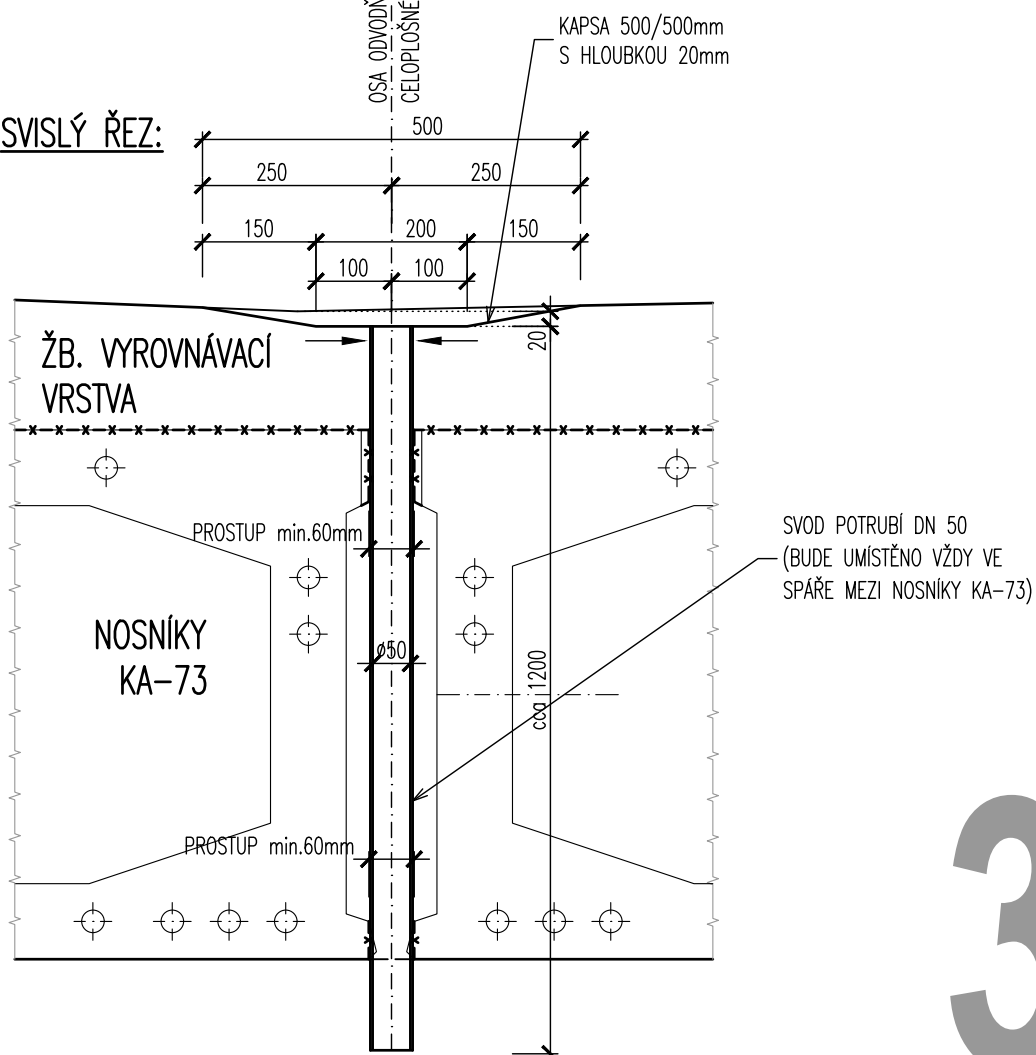 OSA ODVODN
CELOPLOŠNÉ
KAPSA 500/500mm
S HLOUBKOU 20mm
SVISLÝ ŘEZ:
500
250
250
150
200
150
100
100
20
ŽB. VYROVNÁVACÍ
VRSTVA
PROSTUP min.60mm
SVOD POTRUBÍ DN 50
(BUDE UMÍSTĚNO VŽDY VE
SPÁŘE MEZI NOSNÍKY KA-73)
NOSNÍKY
KA-73
ø50
cca 1200
PROSTUP min.60mm
3